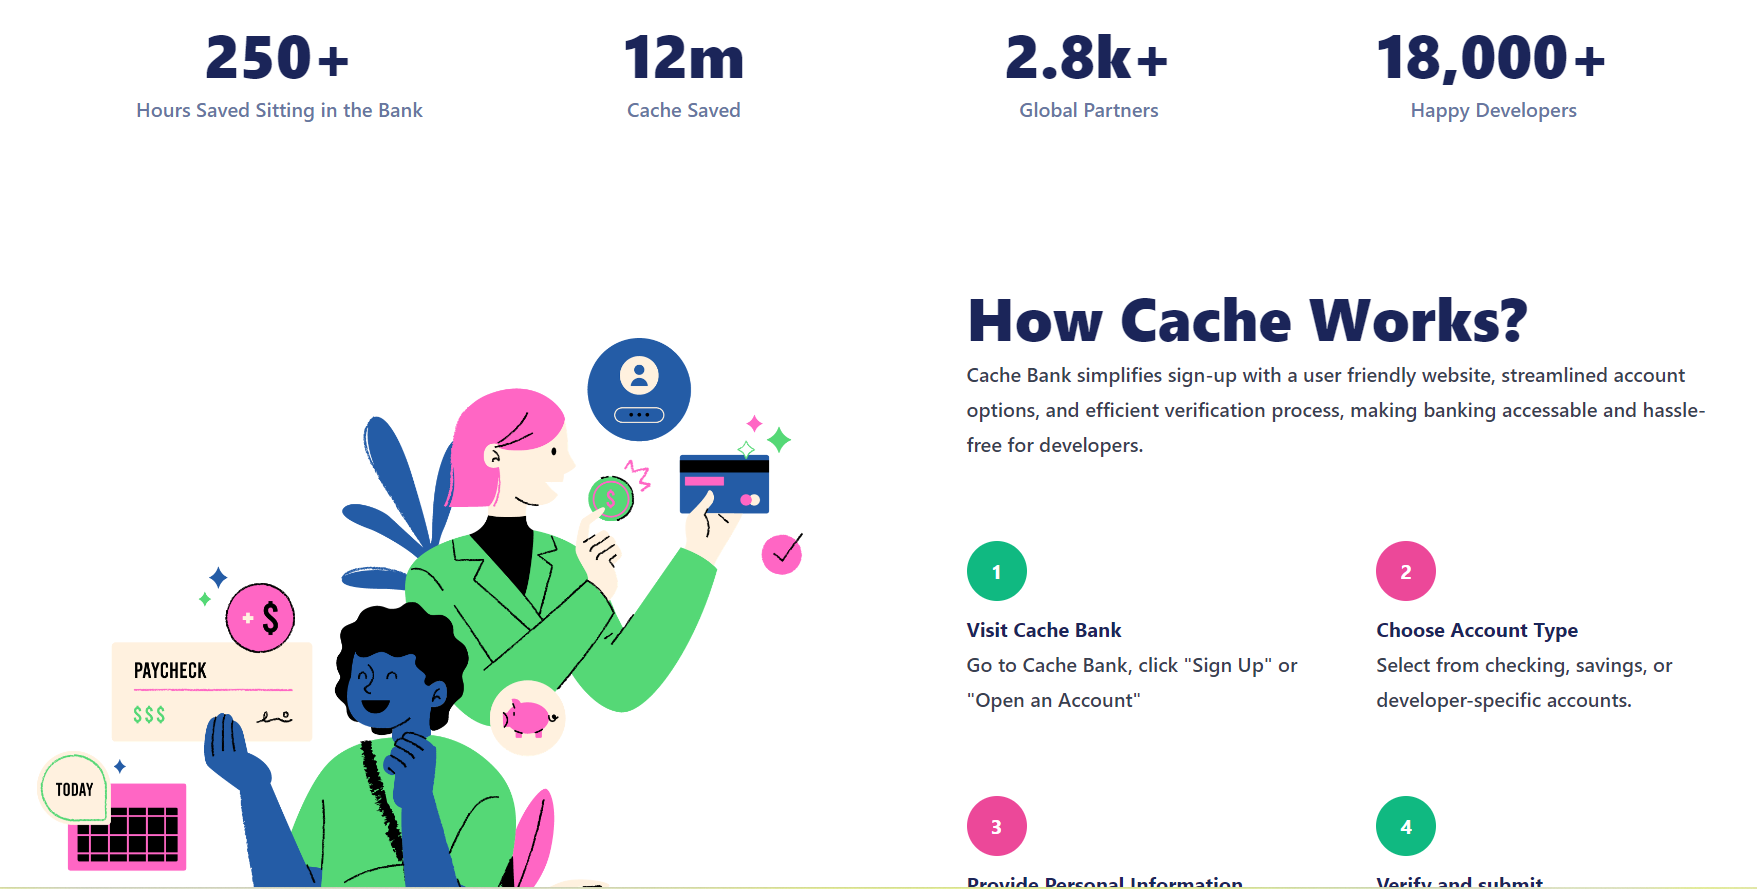 250+
Hours Saved Sitting in the Bank
12m
Cache Saved
2.8k+
Global Partners
18,000+
Happy Developers
How Cache Works?
Cache Bank simplifies sign-up with a user friendly website, streamlined account
options, and efficient verification process, making banking accessable and hassle-
free for developers.
1
Visit Cache Bank
Go to Cache Bank, click "Sign Up" or
"Open an Account"
2
Choose Account Type
Select from checking, savings, or
developer-specific accounts.
3
Provide Personal Information
4
Verify and submit
$
+ $
PAYCHECK
$$$
TODAY